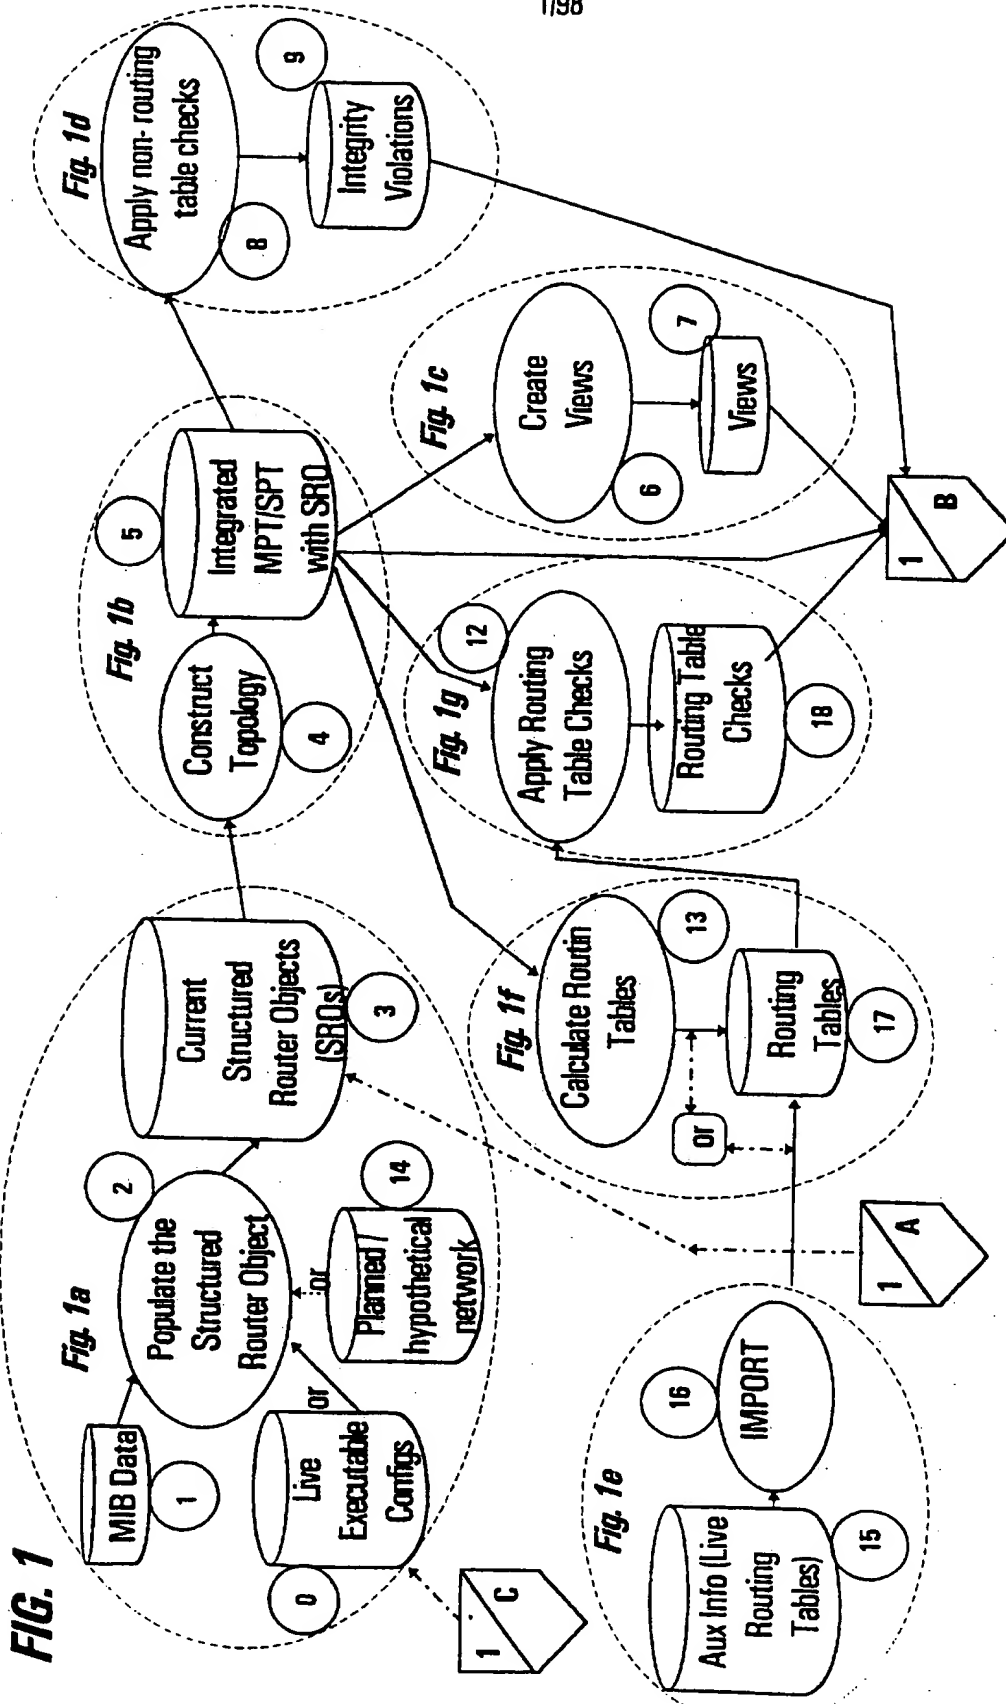 1/98
FIG. 1
Fig. 1a
MIB Data
1
Live
Executable
Configs
0
or
Populate the
Structured
Router Object
2
or
Planned /
hypothetical
network
14
Current
Structured
Router Objects
(SROs)
3
1
C
Fig. 1b
Construct
Topology
4
Integrated
MPT/SPT
with SRO
5
Fig. 1d
Apply non-routing
table checks
8
9
Integrity
Violations
Fig. 1c
Create
Views
6
7
Views
Fig. 1g
12
Apply Routing
Table Checks
Routing Table
Checks
18
Fig. 1f
Calculate Routin
Tables
13
or
Routing
Tables
17
Fig. 1e
Aux Info (Live
Routing
Tables)
15
16
IMPORT
1
A
1
B